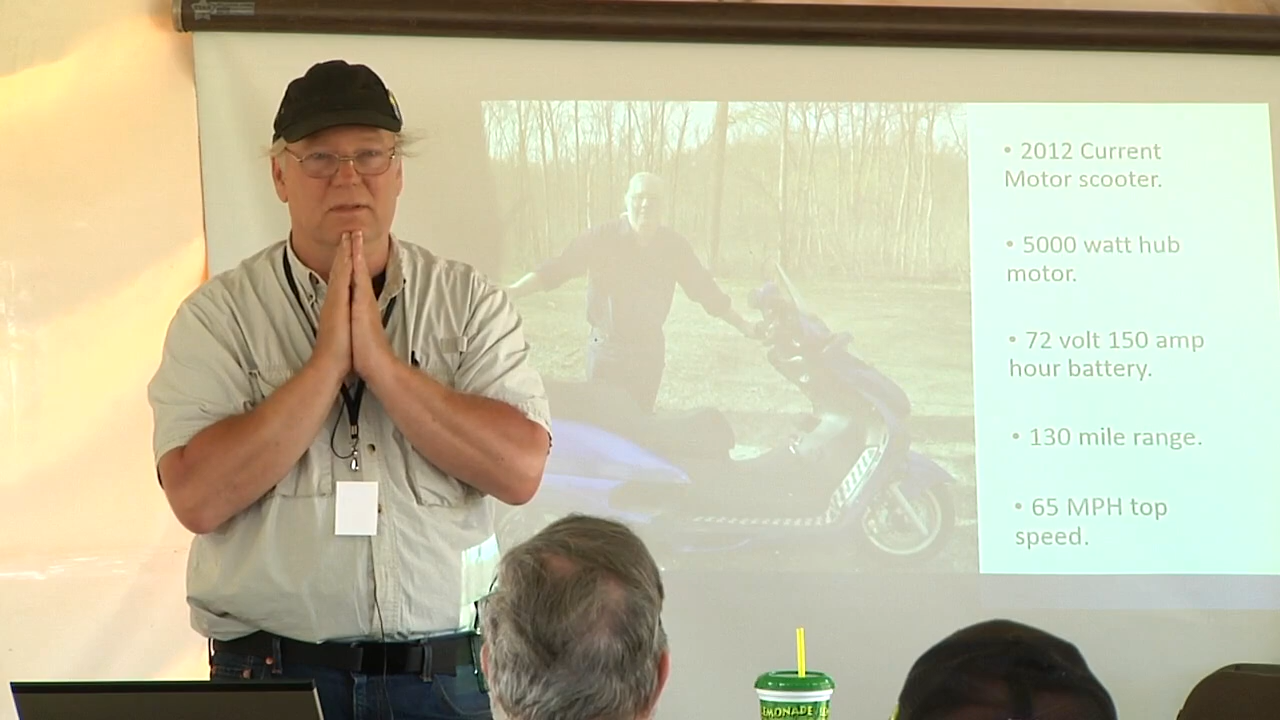 • 2012 Current
Motor scooter.
• 5000 watt hub
motor.
• 72 volt 150 amp
hour battery.
• 130 mile range.
• 65 MPH top
speed.
LEMONADE